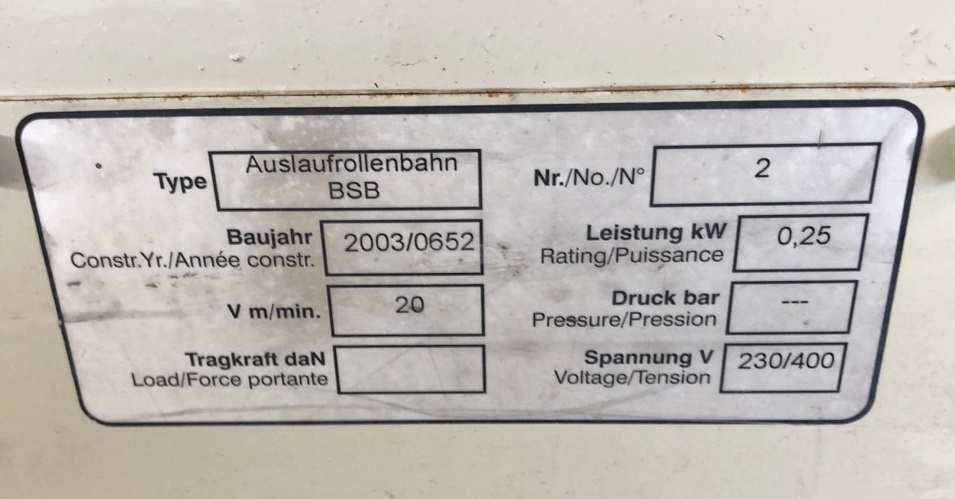 Type Auslaufrollenbahn
BSB
Nr./No./N° 2
Baujahr 2003/0652
Constr.Yr./Année constr.
Leistung kW 0,25
Rating/Puissance
V m/min. 20
Druck bar ---
Pressure/Pression
Tragkraft daN
Load/Force portante
Spannung V 230/400
Voltage/Tension